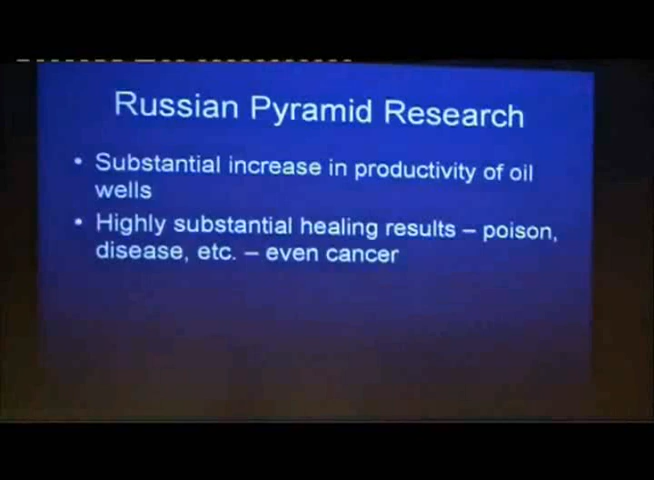 Russian Pyramid Research
• Substantial increase in productivity of oil
wells
• Highly substantial healing results – poison,
disease, etc. – even cancer